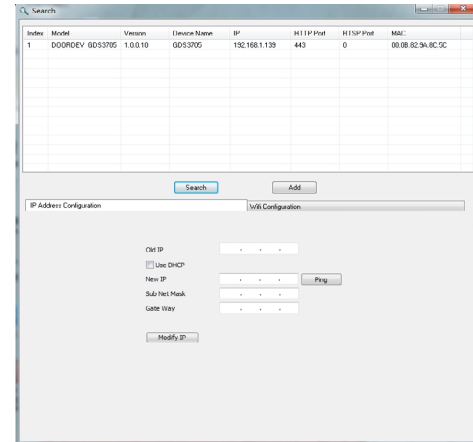 Search
Index Model Version Device Name IP HTTP Port RTSP Port MAC
1 DOORDEV GDS3705 1.0.0.10 GDS3705 192.168.1.139 443 0 00.0B.82.9A.8C.5C
Search Add
IP Address Configuration Wifi Configuration
Old IP
Use DHCP
New IP Ping
Sub Net Mask
Gate Way
Modify IP